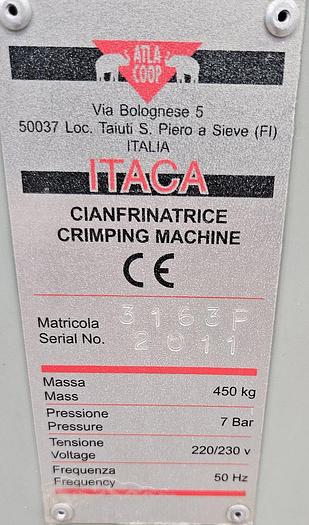 ATLA
COOP
Via Bolognese 5
50037 Loc. Taiuti S. Piero a Sieve (FI)
ITALIA
ITACA
CIANFRINATRICE
CRIMPING MACHINE
CE
Matricola 3163P
Serial No. 2011
Massa
Mass 450 kg
Pressione
Pressure 7 Bar
Tensione
Voltage 220/230 v
Frequenza
Frequency 50 Hz